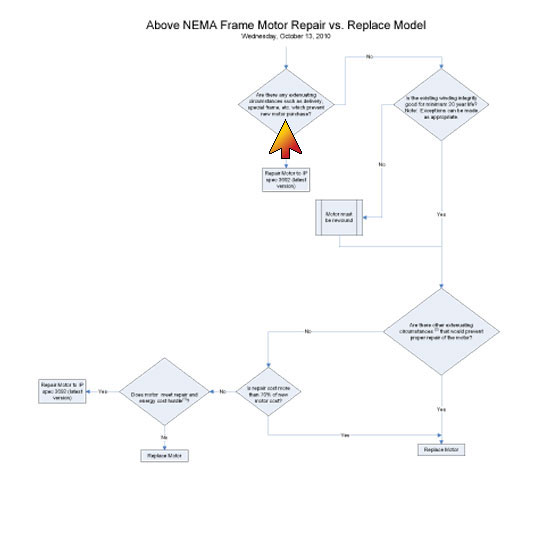 Above NEMA Frame Motor Repair vs. Replace Model
Wednesday, October 13, 2010
Are there any extenuating
circumstances such as delivery,
special frame, etc. which prevent
new motor purchase?
No
Is the existing winding integrity
good for minimum 20 year life?
Note: Exceptions can be made
as appropriate.
Repair Motor to IP
spec 3692 (latest
version)
No
Motor must
be rewound
Yes
Are there other extenuating
circumstances that would prevent
proper repair of the motor?
No
Repair Motor to IP
spec 3692 (latest
version)
Yes
Does motor meet repair and
energy cost hurdle ?
No
Is repair cost more
than 70% of new
motor cost?
Yes
No
Yes
Replace Motor
Replace Motor